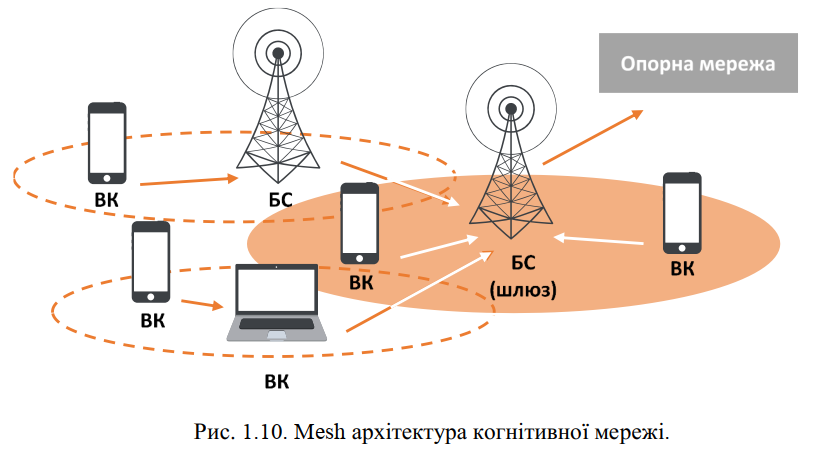 Опорна мережа
ВК
БС
ВК
БС
(шлюз)
ВК
ВК
ВК
Рис. 1.10. Mesh архітектура когнітивної мережі.